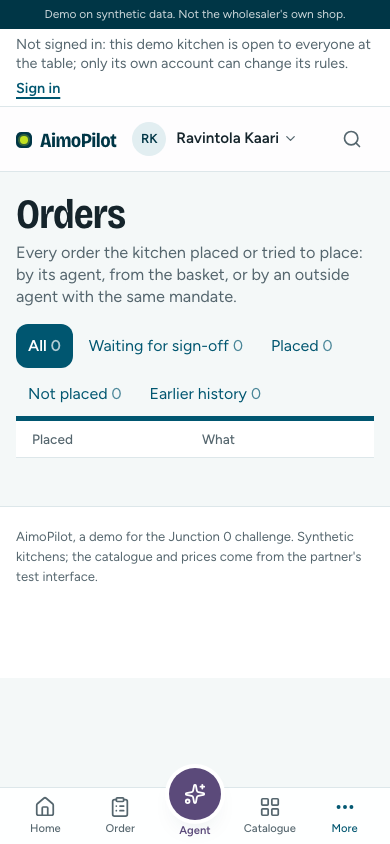 Demo on synthetic data. Not the wholesaler's own shop.
Not signed in: this demo kitchen is open to everyone at
the table; only its own account can change its rules.
Sign in
AimoPilot
RK
Ravintola Kaari
Orders
Every order the kitchen placed or tried to place:
by its agent, from the basket, or by an outside
agent with the same mandate.
All 0
Waiting for sign-off 0
Placed 0
Not placed 0
Earlier history 0
Placed
What
AimoPilot, a demo for the Junction 0 challenge. Synthetic
kitchens; the catalogue and prices come from the partner's
test interface.
Home
Order
Agent
Catalogue
More